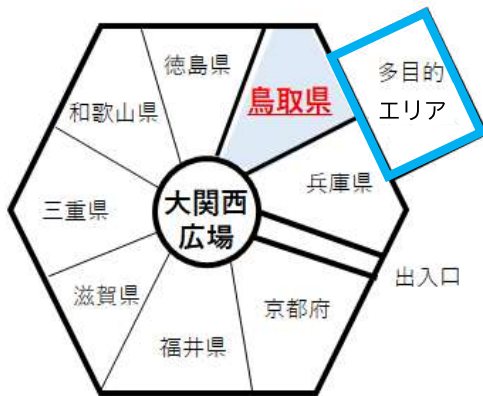 徳島県
鳥取県
多目的
エリア
和歌山県
兵庫県
三重県
大関西
広場
出入口
滋賀県
京都府
福井県